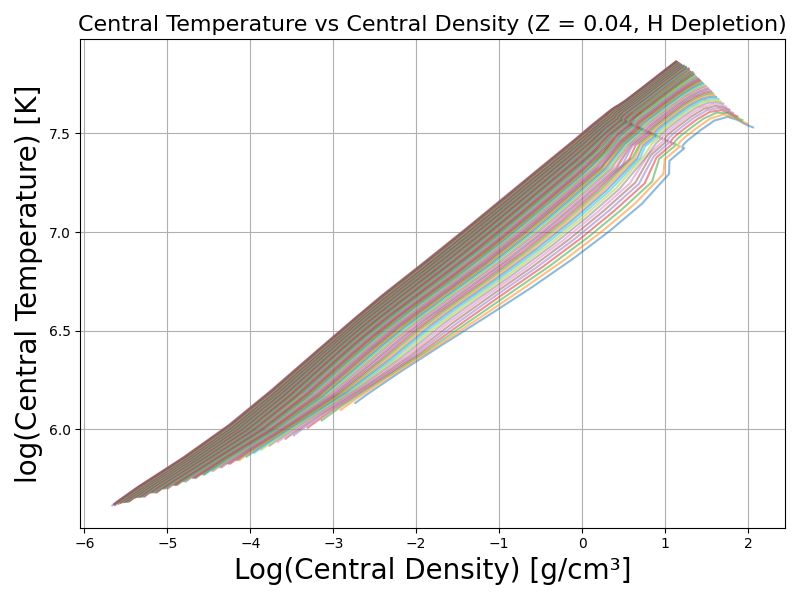 Central Temperature vs Central Density (Z = 0.04, H Depletion)
log(Central Temperature) [K]
7.5
7.0
6.5
6.0
−6 −5 −4 −3 −2 −1 0 1 2
Log(Central Density) [g/cm³]